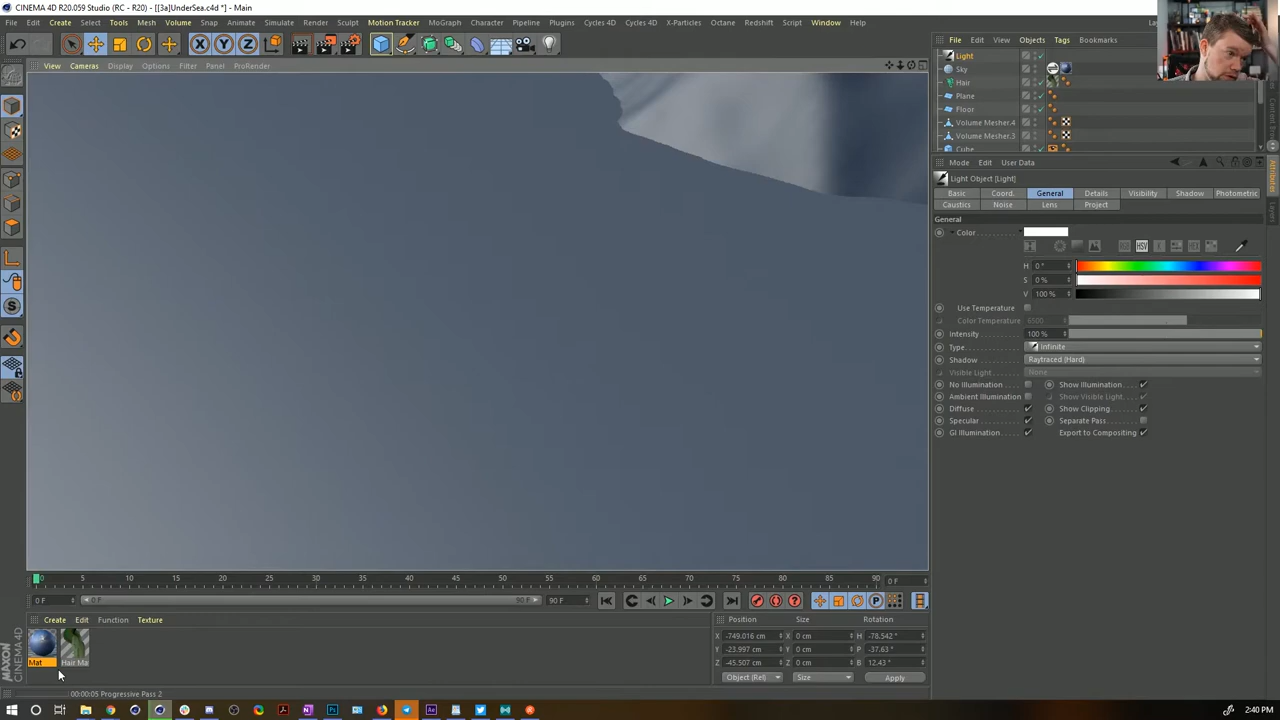 CINEMA 4D R20.059 Studio (RC - R20) - [[3a]UnderSea.c4d *] - Main
File Edit Create Select Tools Mesh Volume Snap Animate Simulate Render Sculpt Motion Tracker MoGraph Character Pipeline Plugins Cycles 4D Cycles 4D X-Particles Octane Redshift Script Window Help
File Edit View Objects Tags Bookmarks
View Cameras Display Options Filter Panel ProRender
Light
Sky
Hair
Plane
Floor
Volume Mesher.4
Volume Mesher.3
Cube
Mode Edit User Data
Light Object [Light]
Basic Coord. General Details Visibility Shadow Photometric
Caustics Noise Lens Project
General
Color
H 0 °
S 0 %
V 100 %
Use Temperature
Color Temperature 6500
Intensity 100 %
Type Infinite
Shadow Raytraced (Hard)
Visible Light None
No Illumination Show Illumination
Ambient Illumination Show Visible Light
Diffuse Show Clipping
Specular Separate Pass
GI Illumination Export to Compositing
Attributes
Layers
0 5 10 15 20 25 30 35 40 45 50 55 60 65 70 75 80 85 90 0 F
0 F 0 F 90 F 90 F
Create Edit Function Texture
Mat Hair Ma
Position Size Rotation
X -749.016 cm 0 cm H -78.542 °
Y -23.997 cm 0 cm P -37.63 °
Z -45.507 cm 0 cm B 12.43 °
Object (Rel) Size Apply
MAXON CINEMA 4D
00:00:05 Progressive Pass 2
2:40 PM